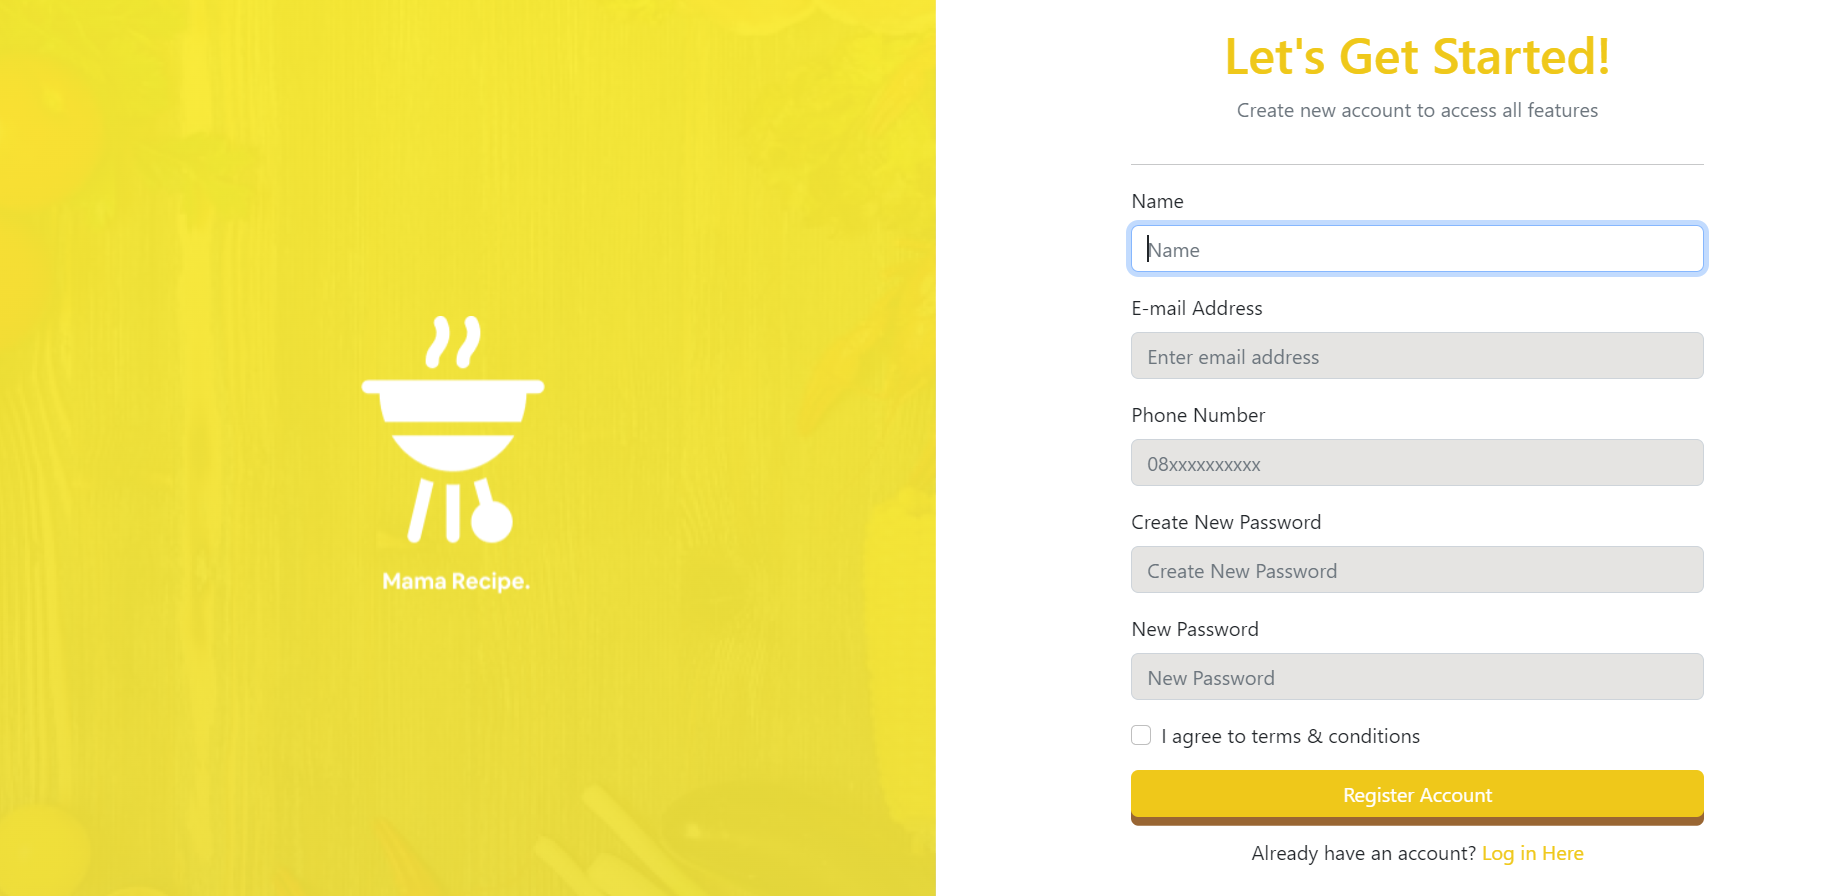 Mama Recipe.
Let's Get Started!
Create new account to access all features
Name
Name
E-mail Address
Enter email address
Phone Number
08xxxxxxxxxx
Create New Password
Create New Password
New Password
New Password
I agree to terms & conditions
Register Account
Already have an account? Log in Here